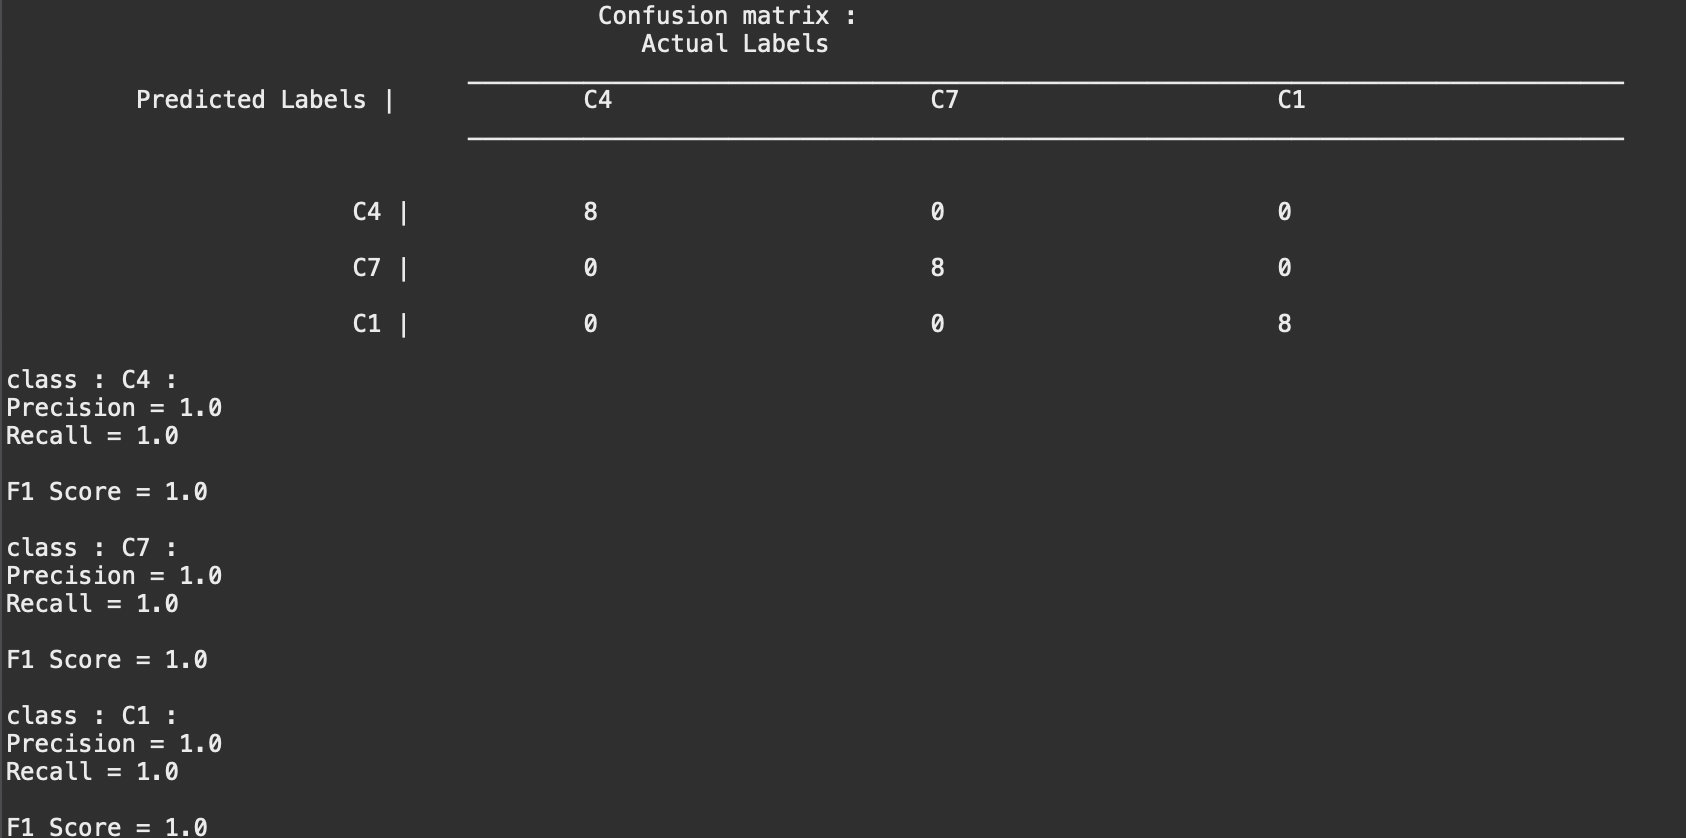 Confusion matrix :
Actual Labels
Predicted Labels | C4 C7 C1
C4 | 8 0 0
C7 | 0 8 0
C1 | 0 0 8
class : C4 :
Precision = 1.0
Recall = 1.0
F1 Score = 1.0
class : C7 :
Precision = 1.0
Recall = 1.0
F1 Score = 1.0
class : C1 :
Precision = 1.0
Recall = 1.0
F1 Score = 1.0